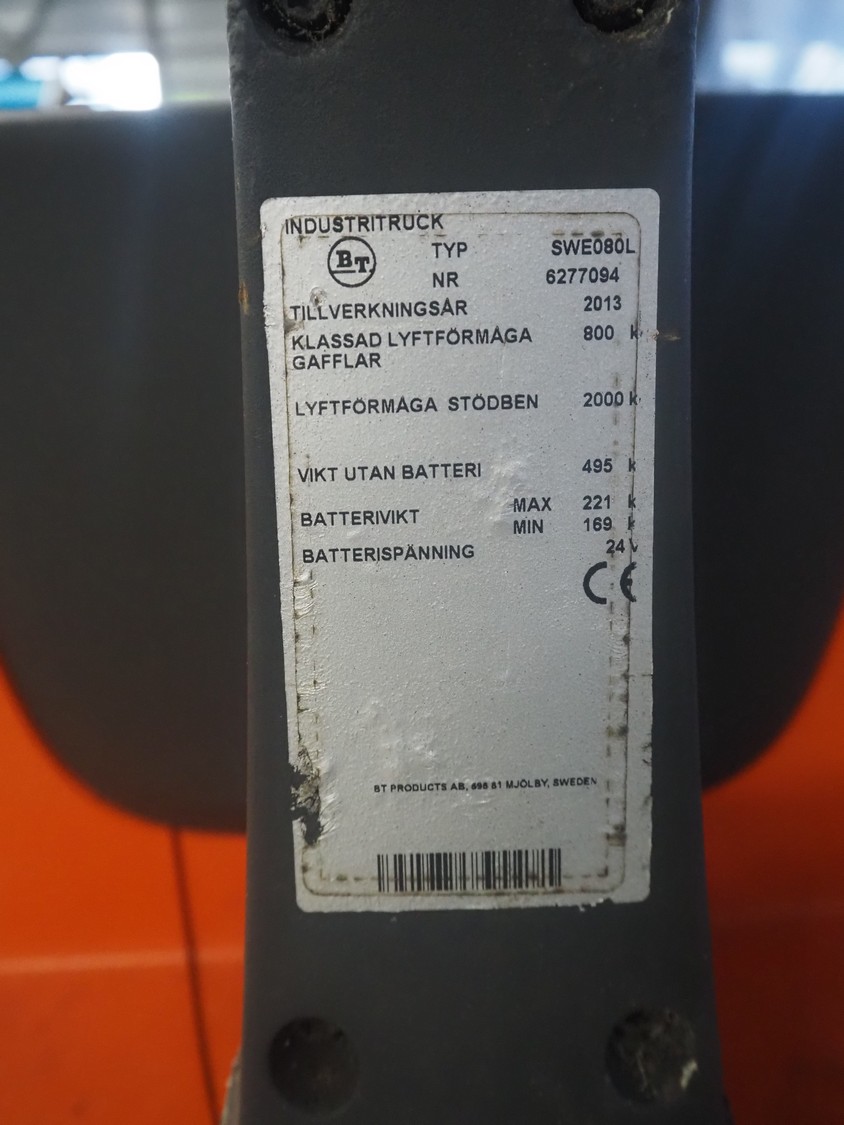 INDUSTRITRUCK
BT
TYP SWE080L
NR 6277094
TILLVERKNINGSÅR 2013
KLASSAD LYFTFÖRMÅGA 800 k
GAFFLAR
LYFTFÖRMÅGA STÖDBEN 2000 k
VIKT UTAN BATTERI 495 k
BATTERIVIKT MAX 221 k
MIN 169 k
BATTERISPÄNNING 24 V
CE
BT PRODUCTS AB, 595 81 MJÖLBY, SWEDEN